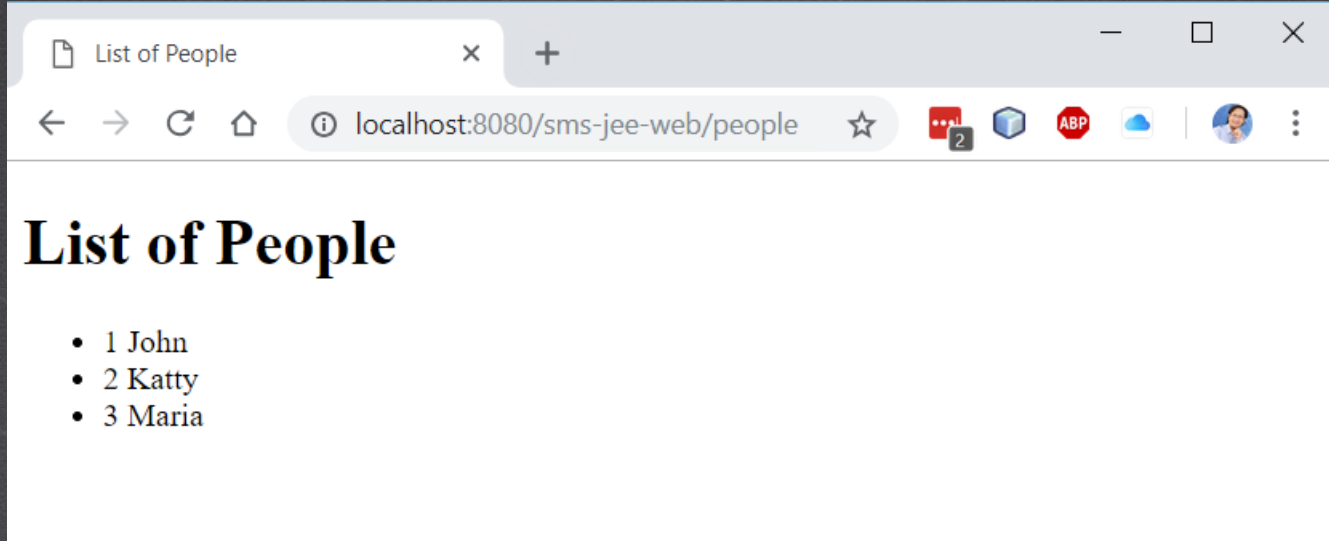 List of People
localhost:8080/sms-jee-web/people
2
ABP
List of People
1 John
2 Katty
3 Maria